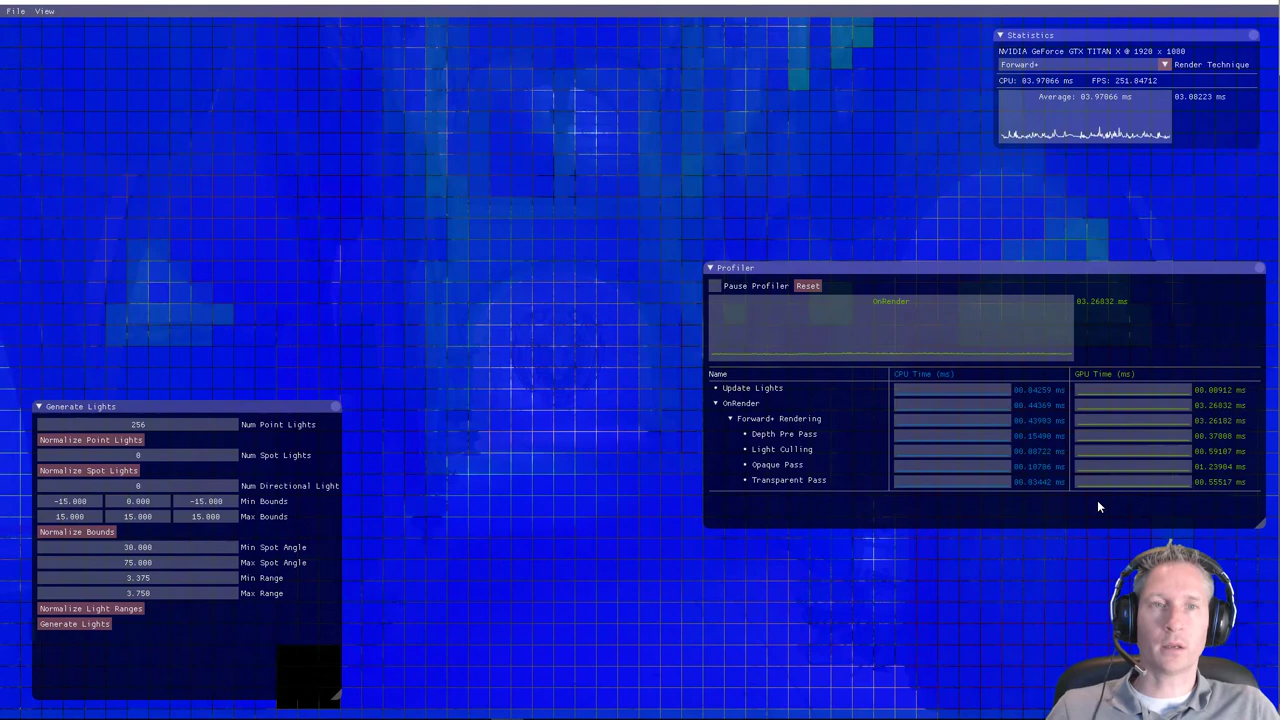 File View
Statistics
NVIDIA GeForce GTX TITAN X @ 1920 x 1080
Forward+ Render Technique
CPU: 03.97066 ms FPS: 251.84712
Average: 03.97066 ms 03.08223 ms
Profiler
Pause Profiler Reset
OnRender 03.26832 ms
Name CPU Time (ms) GPU Time (ms)
Update Lights 00.04259 ms 00.00912 ms
OnRender 00.44369 ms 03.26832 ms
Forward+ Rendering 00.43983 ms 03.26182 ms
Depth Pre Pass 00.15490 ms 00.37008 ms
Light Culling 00.08722 ms 00.59107 ms
Opaque Pass 00.10706 ms 01.23904 ms
Transparent Pass 00.03442 ms 00.55517 ms
Generate Lights
256 Num Point Lights
Normalize Point Lights
0 Num Spot Lights
Normalize Spot Lights
0 Num Directional Light
-15.000 0.000 -15.000 Min Bounds
15.000 15.000 15.000 Max Bounds
Normalize Bounds
30.000 Min Spot Angle
75.000 Max Spot Angle
3.375 Min Range
3.750 Max Range
Normalize Light Ranges
Generate Lights